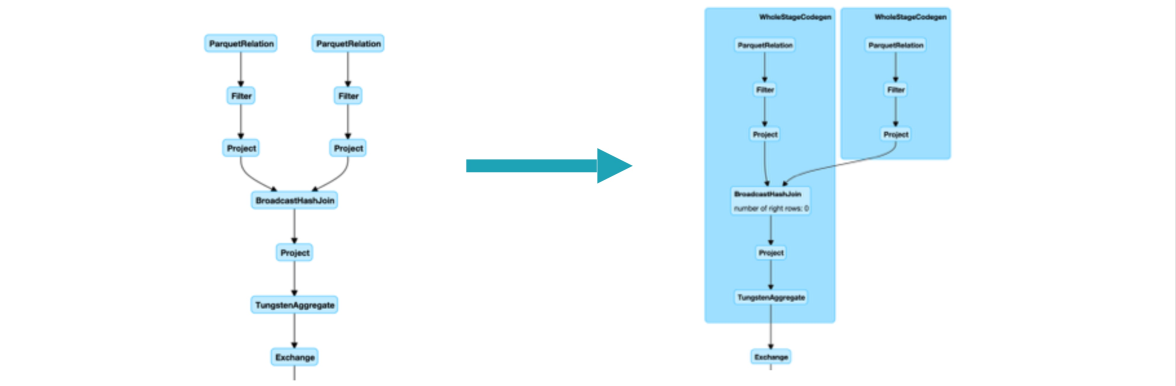 ParquetRelation
ParquetRelation
Filter
Filter
Project
Project
BroadcastHashJoin
Project
TungstenAggregate
Exchange
WholeStageCodegen
WholeStageCodegen
ParquetRelation
ParquetRelation
Filter
Filter
Project
Project
BroadcastHashJoin
number of right rows: 0
Project
TungstenAggregate
Exchange